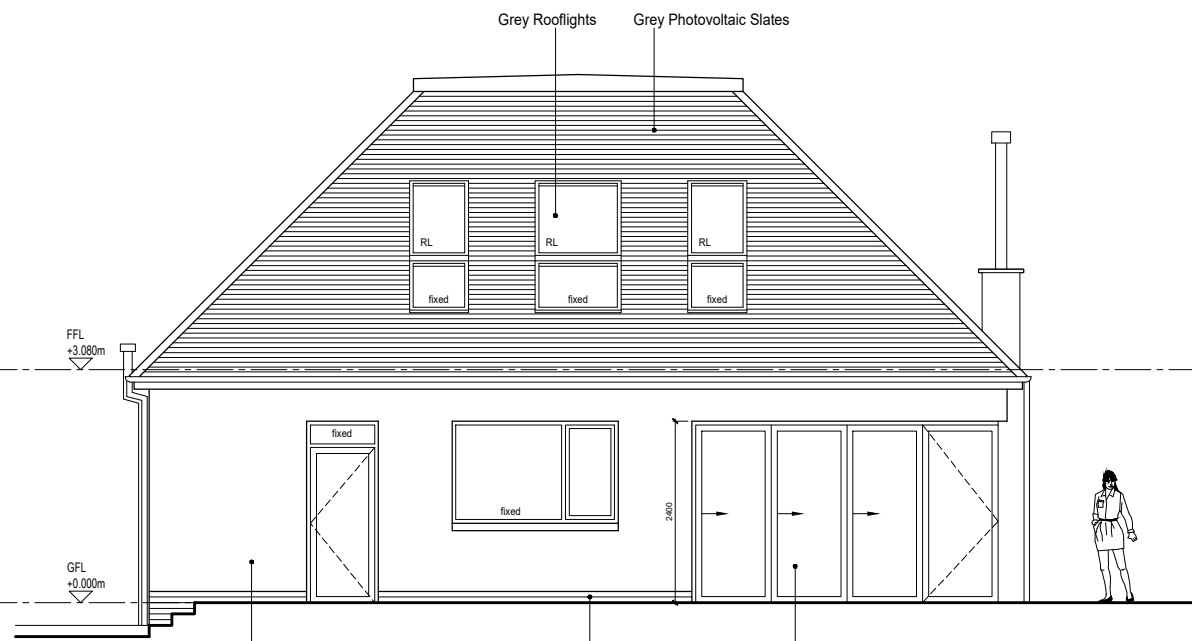 Grey Rooflights Grey Photovoltaic Slates
RL RL RL
fixed fixed fixed
FFL
+3.080m
fixed
fixed
2400
GFL
+0.000m